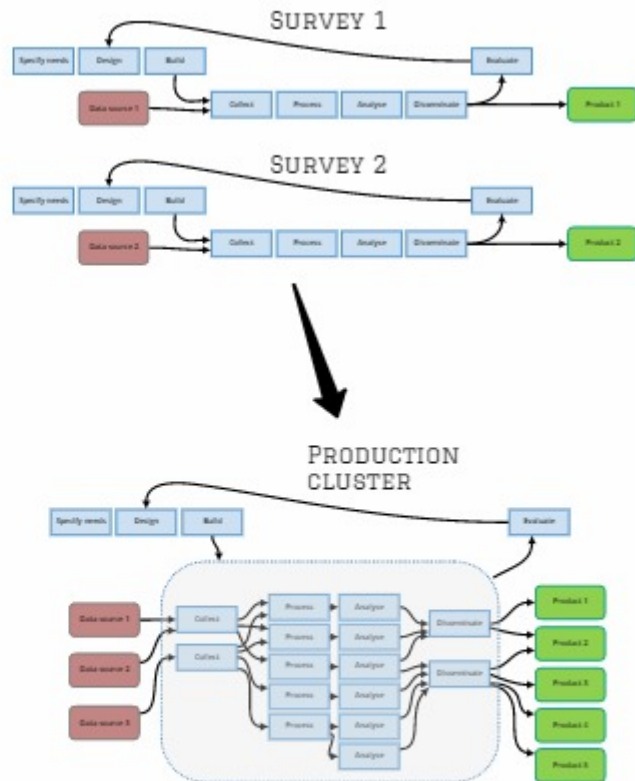 SURVEY 1
Specify needs Design Build Evaluate
Data source 1 Collect Process Analyse Disseminate Product 1
SURVEY 2
Specify needs Design Build Evaluate
Data source 2 Collect Process Analyse Disseminate Product 2
PRODUCTION
CLUSTER
Specify needs Design Build Evaluate
Process Analyse Product 1
Data source 1 Collect Disseminate
Process Analyse Product 2
Data source 2 Collect Process Analyse Disseminate Product 3
Process Analyse
Data source 3 Process Analyse Product 4
Analyse Product 5